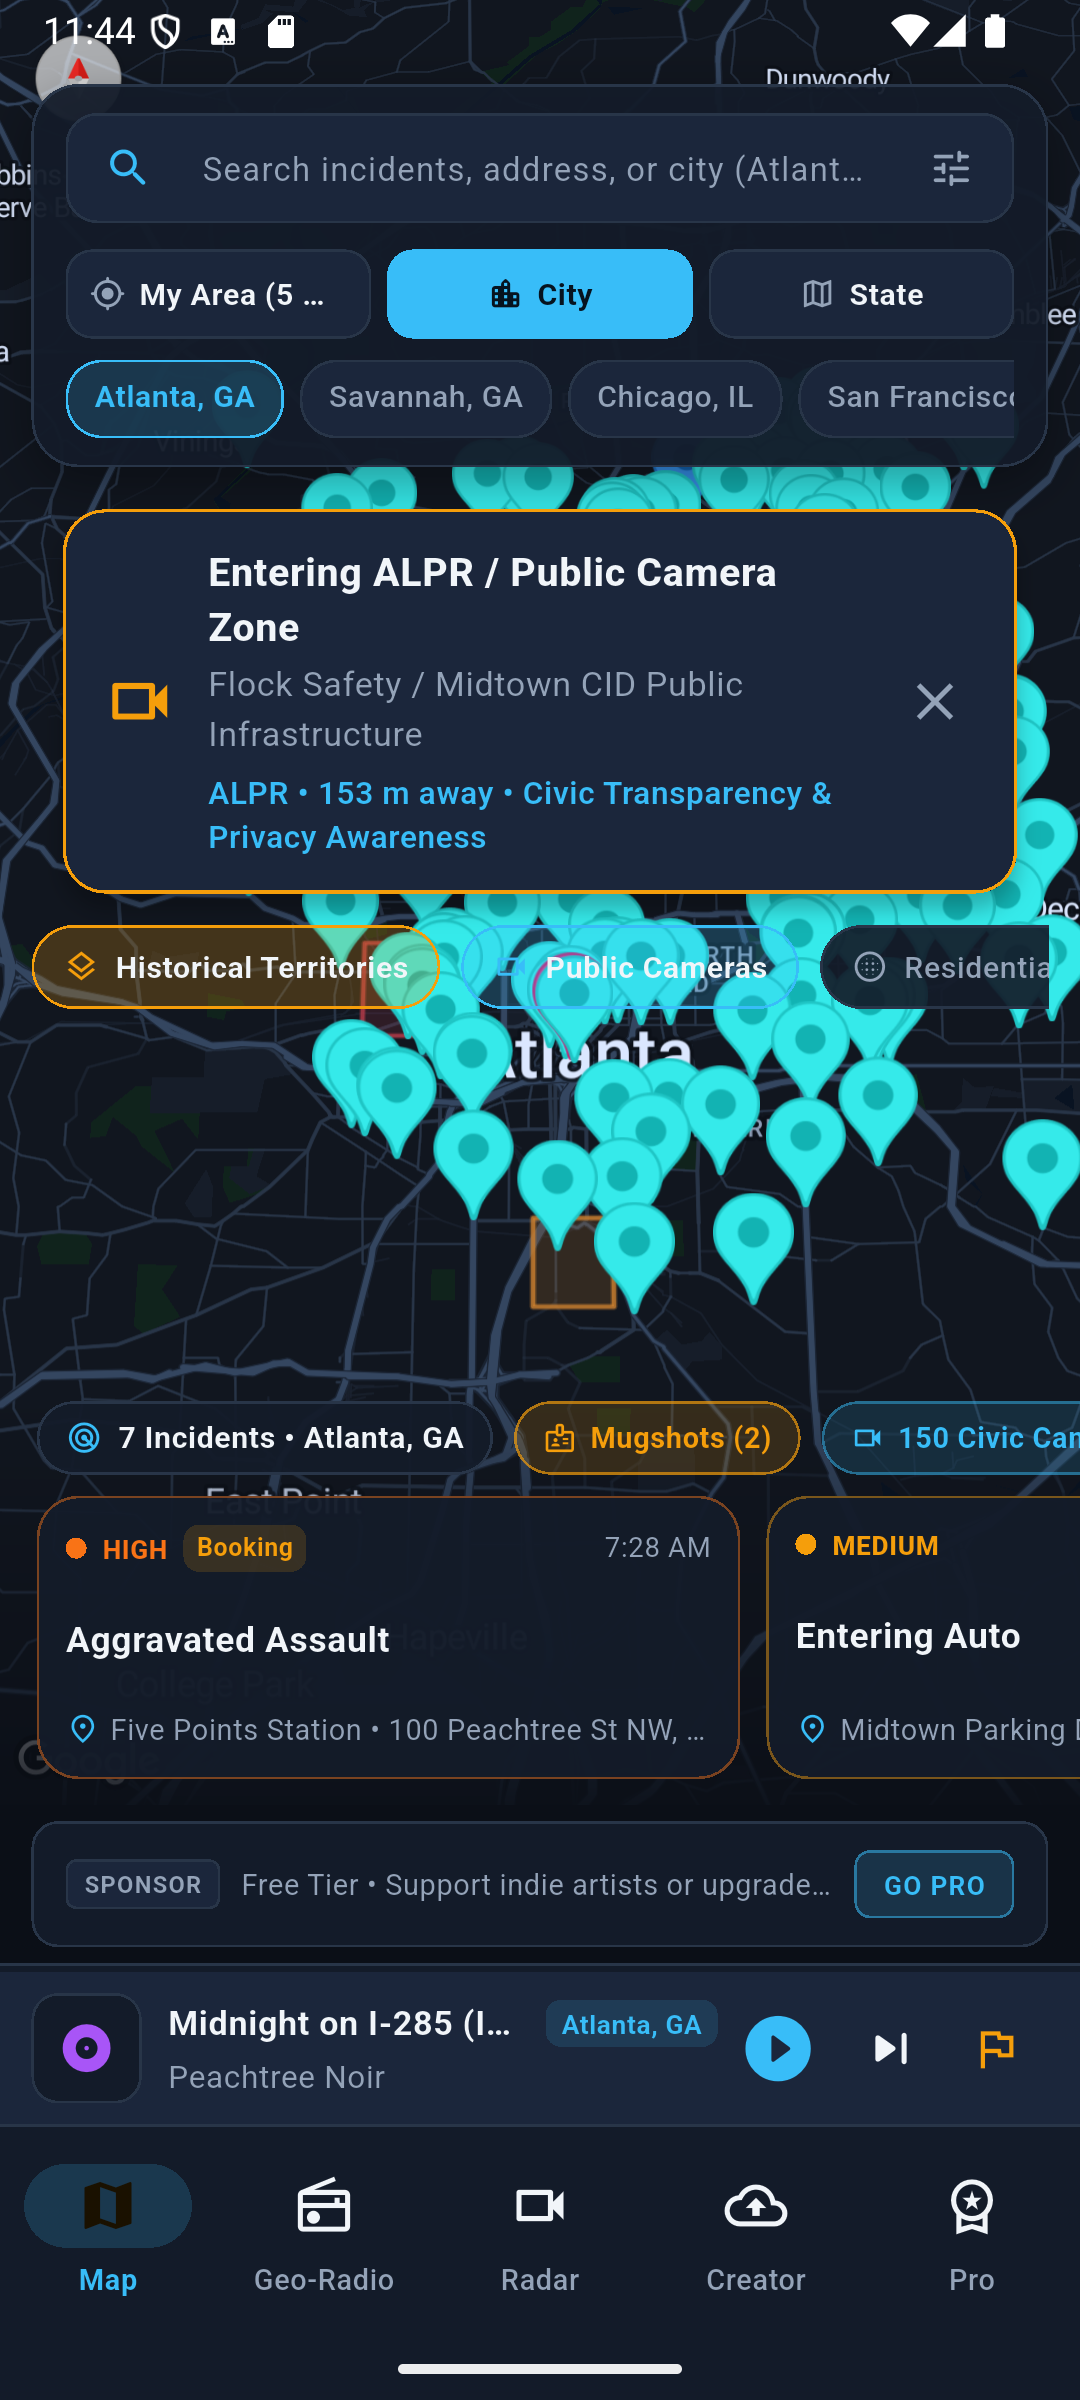 11:44
Dunwoody
Search incidents, address, or city (Atlant…
My Area (5 …
City
State
Atlanta, GA
Savannah, GA
Chicago, IL
San Francisco
Vining
Entering ALPR / Public Camera
Zone
Flock Safety / Midtown CID Public
Infrastructure
ALPR • 153 m away • Civic Transparency &
Privacy Awareness
Dec
Historical Territories
Public Cameras
Residentia
Atlanta
7 Incidents • Atlanta, GA
Mugshots (2)
150 Civic Cam
East Point
HIGH
Booking
7:28 AM
MEDIUM
Aggravated Assault
Entering Auto
Hapeville
College Park
Five Points Station • 100 Peachtree St NW, …
Midtown Parking D
Google
SPONSOR
Free Tier • Support indie artists or upgrade…
GO PRO
Midnight on I-285 (I…
Atlanta, GA
Peachtree Noir
Map
Geo-Radio
Radar
Creator
Pro